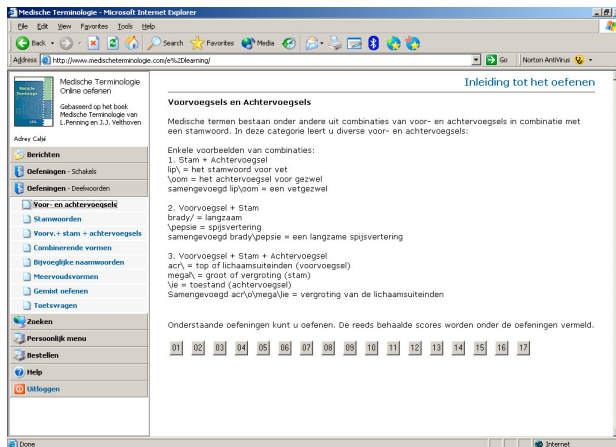 Medische Terminologie - Microsoft Internet Explorer
File Edit View Favorites Tools Help
Back Search Favorites Media
Address http://www.medischeterminologie.com/e%2Dlearning/ Go Norton AntiVirus
Medische Terminologie
Online oefenen
Gebaseerd op het boek
Medische Terminologie van
L.Penning en J.J. Velthoven
Adrey Caljé
Berichten
Oefeningen - Schakels
Oefeningen - Deelwoorden
Voor- en achtervoegsels
Stamwoorden
Voorv.+ stam + achtervoegsels
Combinerende vormen
Bijvoeglijke naamwoorden
Meervoudsvormen
Gemixt oefenen
Toetsvragen
Zoeken
Persoonlijk menu
Bestellen
Help
Uitloggen
Inleiding tot het oefenen
Voorvoegsels en Achtervoegsels
Medische termen bestaan onder andere uit combinaties van voor- en achtervoegsels in combinatie met
een stamwoord. In deze categorie leert u diverse voor- en achtervoegsels:
Enkele voorbeelden van combinaties:
1. Stam + Achtervoegsel
lip\ = het stamwoord voor vet
\oom = het achtervoegsel voor gezwel
samengevoegd lip\oom = een vetgezwel
2. Voorvoegsel + Stam
brady/ = langzaam
\pepsie = spijsvertering
samengevoegd brady\pepsie = een langzame spijsvertering
3. Voorvoegsel + Stam + Achtervoegsel
acr\ = top of lichaamsuiteinden (voorvoegsel)
megal\ = groot of vergroting (stam)
\ie = toestand (achtervoegsel)
Samengevoegd acr\o\mega\lie = vergroting van de lichaamsuiteinden
Onderstaande oefeningen kunt u oefenen. De reeds behaalde scores worden onder de oefeningen vermeld.
01 02 03 04 05 06 07 08 09 10 11 12 13 14 15 16 17
Done Internet